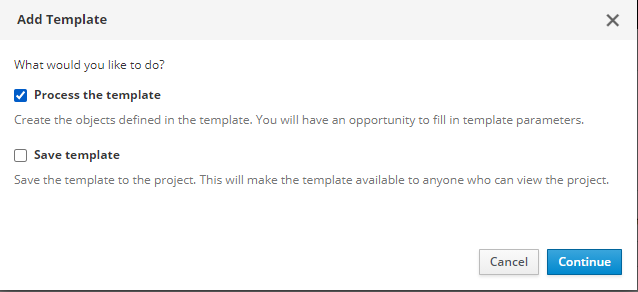 Add Template
What would you like to do?
Process the template
Create the objects defined in the template. You will have an opportunity to fill in template parameters.
Save template
Save the template to the project. This will make the template available to anyone who can view the project.
Cancel
Continue